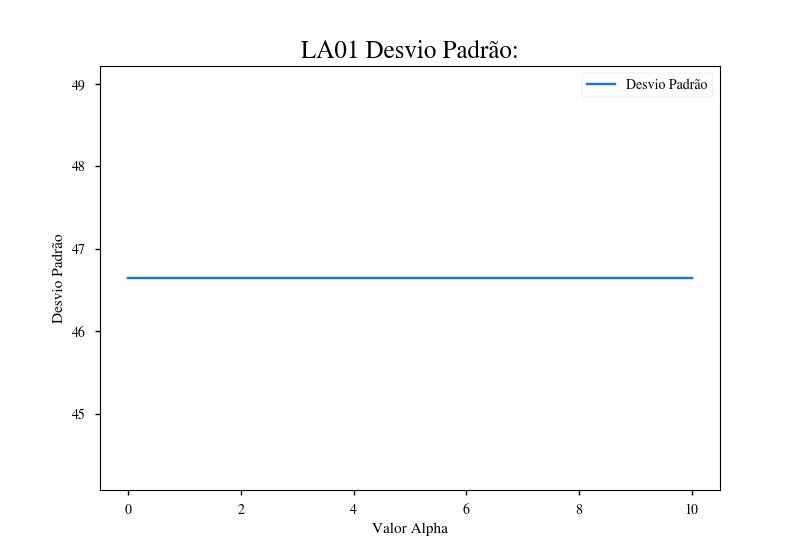 LA01 Desvio Padrão:
Desvio Padrão
49
48
47
46
45
Desvio Padrão
0 2 4 6 8 10
Valor Alpha